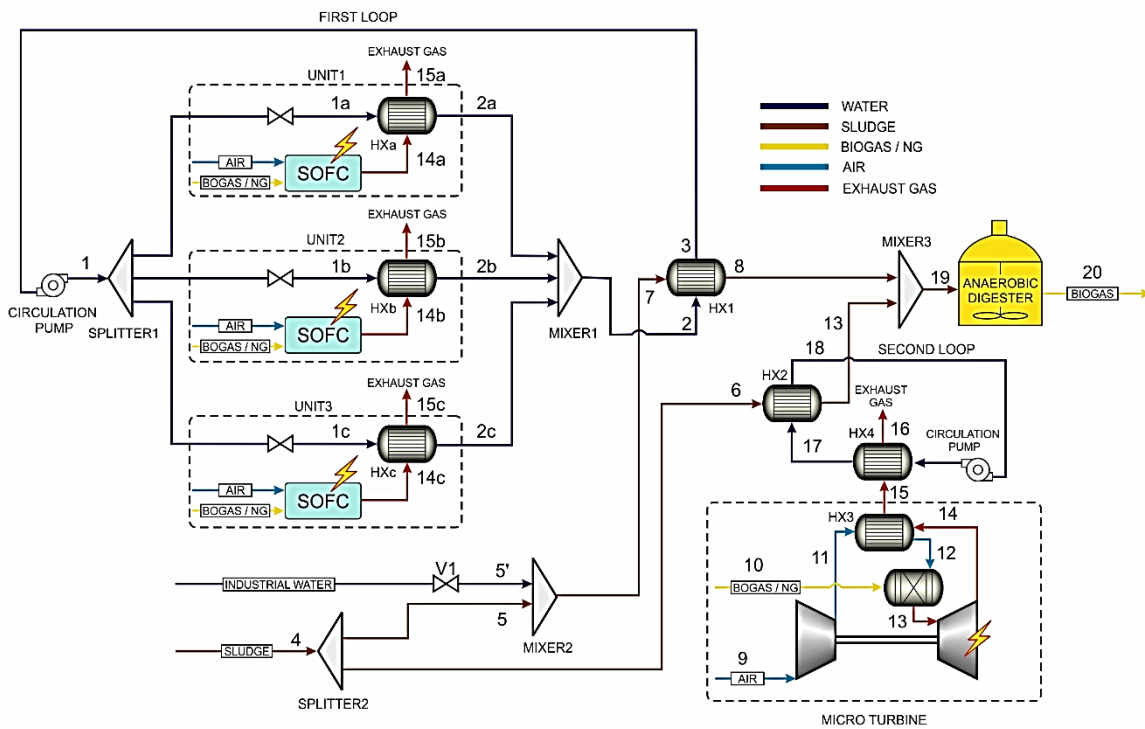 FIRST LOOP
EXHAUST GAS
15a
UNIT1
1a
2a
HXa
14a
AIR
BOGAS / NG
SOFC
WATER
SLUDGE
BIOGAS / NG
AIR
EXHAUST GAS
EXHAUST GAS
15b
UNIT2
1b
2b
HXb
14b
AIR
BOGAS / NG
SOFC
1
CIRCULATION
PUMP
SPLITTER1
MIXER1
2
3
7
8
HX1
MIXER3
19
ANAEROBIC
DIGESTER
20
BIOGAS
13
EXHAUST GAS
15c
UNIT3
1c
2c
HXc
14c
AIR
BOGAS / NG
SOFC
18
SECOND LOOP
HX2
6
17
EXHAUST
GAS
16
HX4
CIRCULATION
PUMP
15
HX3
14
11
12
10
BOGAS / NG
13
9
AIR
MICRO TURBINE
INDUSTRIAL WATER
V1
5'
5
MIXER2
4
SLUDGE
SPLITTER2